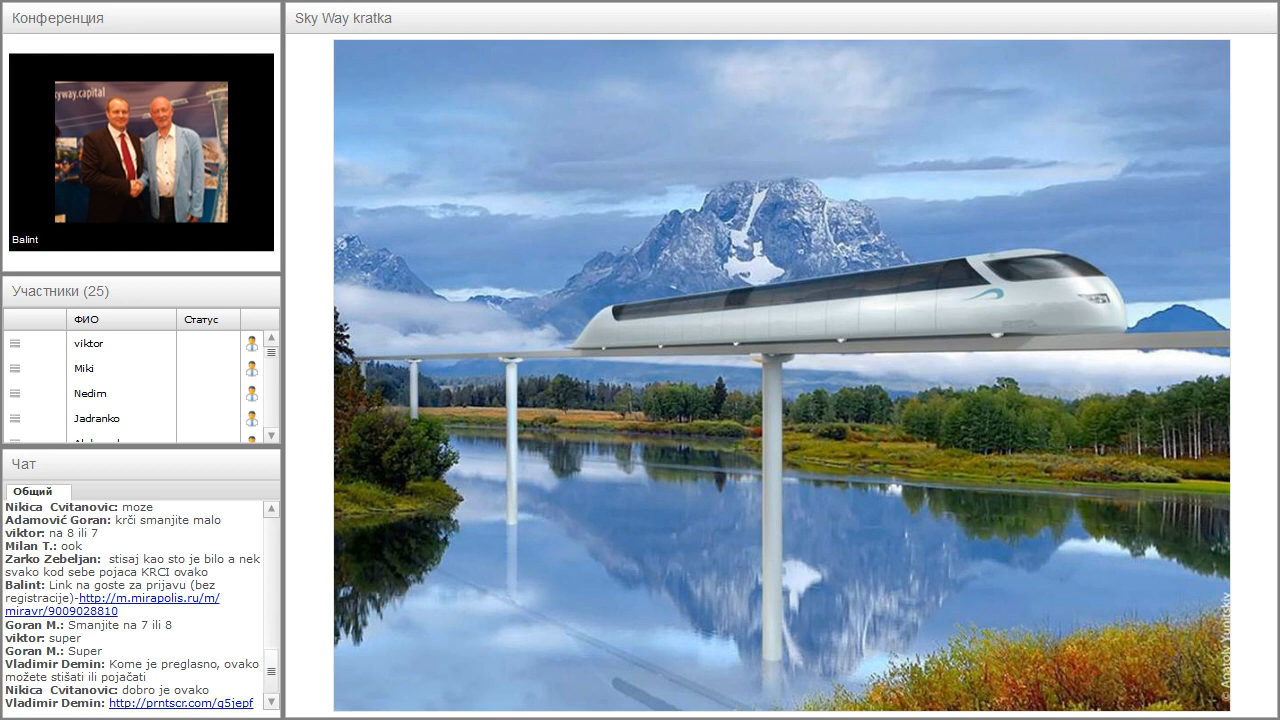 Конференция
Sky Way kratka
yway.capital
Balint
Участники (25)
ФИО Статус
viktor
Miki
Nedim
Jadranko
Чат
Общий
Nikica Cvitanovic: moze
Adamović Goran: krči smanjite malo
viktor: na 8 ili 7
Milan T.: ook
Zarko Zebeljan: stisaj kao sto je bilo a nek
svako kod sebe pojaca KRCI ovako
Balint: Link na goste za prijavu (bez
registracije)-http://m.mirapolis.ru/m/
miravr/9009028810
Goran M.: Smanjite na 7 ili 8
viktor: super
Goran M.: Super
Vladimir Demin: Kome je preglasno, ovako
možete stišati ili pojačati
Nikica Cvitanovic: dobro je ovako
Vladimir Demin: http://prntscr.com/q5jepf
© Anatoly Yunitskiy